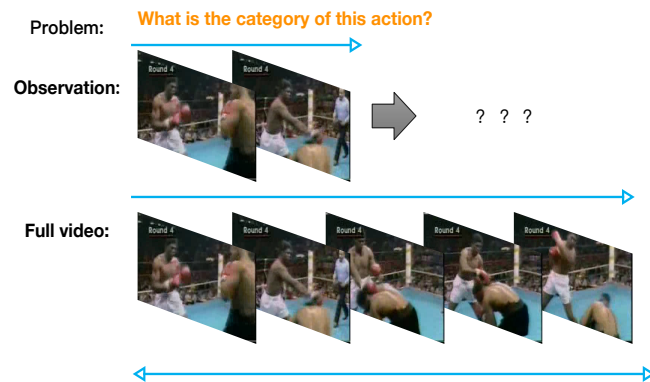 Problem:
What is the category of this action?
Observation:
Round 4
Round 4
? ? ?
Full video:
Round 4
Round 4
Round 4
Round 4
Round 4